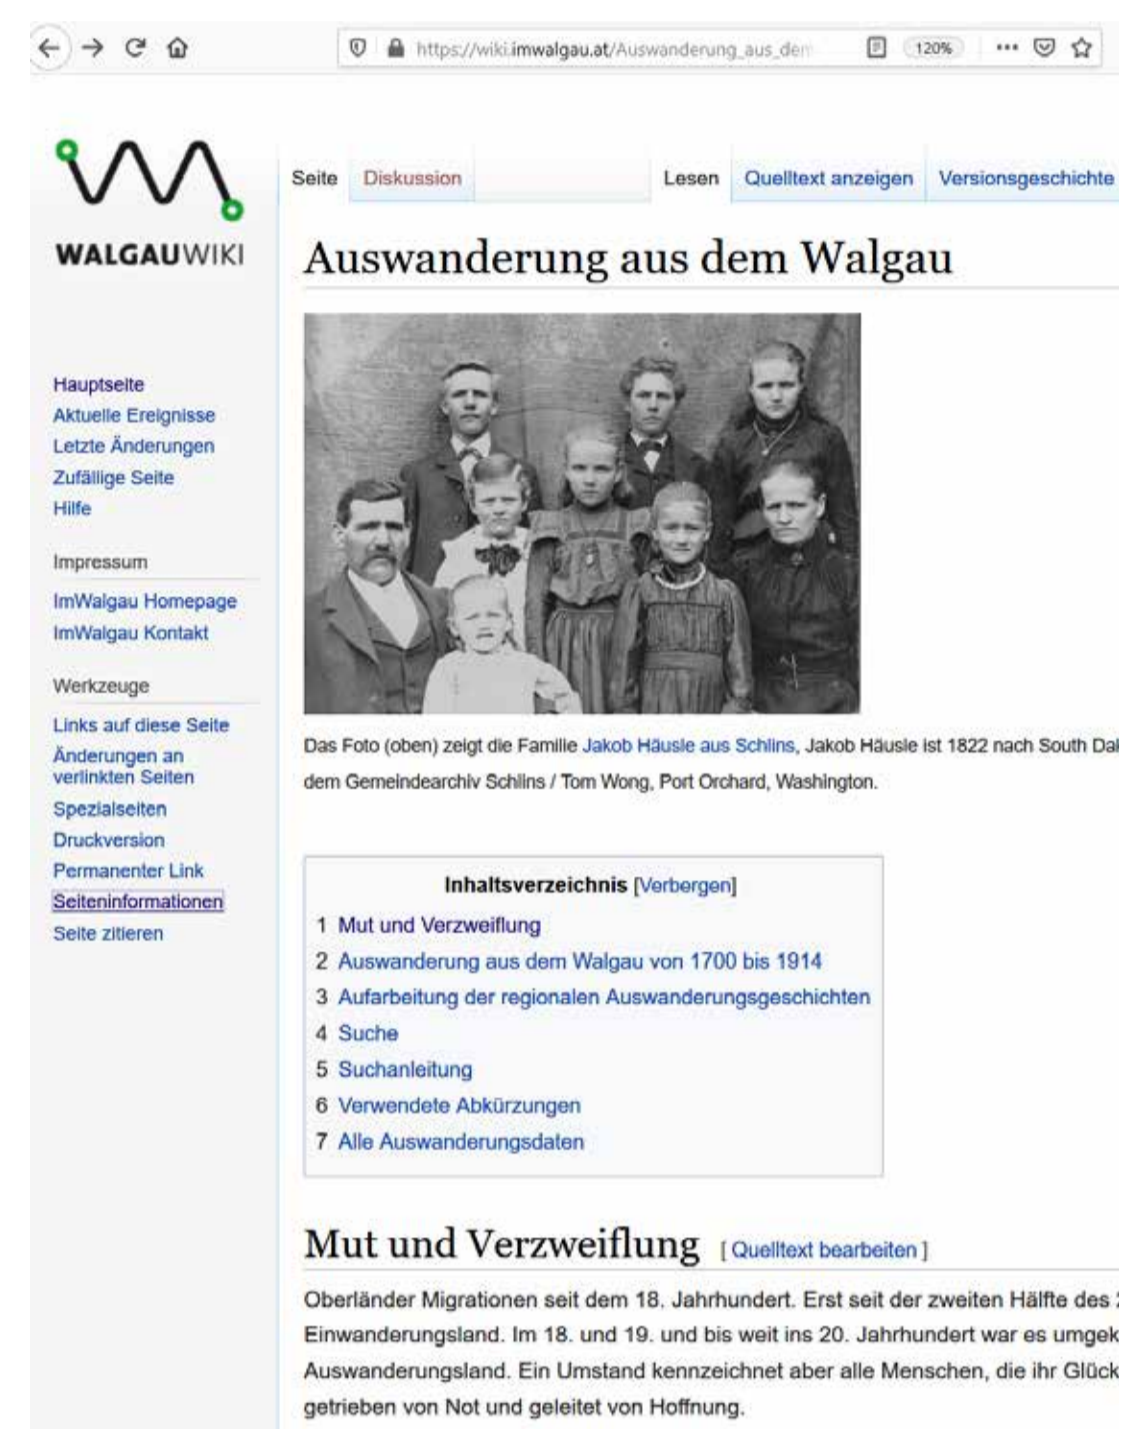 https://wiki.imwalgau.at/Auswanderung_aus_dem
120%
WALGAUWIKI
Seite Diskussion Lesen Quelltext anzeigen Versionsgeschichte
Auswanderung aus dem Walgau
Hauptseite
Aktuelle Ereignisse
Letzte Änderungen
Zufällige Seite
Hilfe
Impressum
ImWalgau Homepage
ImWalgau Kontakt
Werkzeuge
Links auf diese Seite
Änderungen an
verlinkten Seiten
Spezialseiten
Druckversion
Permanenter Link
Seiteninformationen
Seite zitieren
Das Foto (oben) zeigt die Familie Jakob Häusle aus Schlins, Jakob Häusle ist 1822 nach South
dem Gemeindearchiv Schlins / Tom Wong, Port Orchard, Washington.
Inhaltsverzeichnis [Verbergen]
1 Mut und Verzweiflung
2 Auswanderung aus dem Walgau von 1700 bis 1914
3 Aufarbeitung der regionalen Auswanderungsgeschichten
4 Suche
5 Suchanleitung
6 Verwendete Abkürzungen
7 Alle Auswanderungsdaten
Mut und Verzweiflung [ Quelltext bearbeiten ]
Oberländer Migrationen seit dem 18. Jahrhundert. Erst seit der zweiten Hälfte des
Einwanderungsland. Im 18. und 19. und bis weit ins 20. Jahrhundert war es umgek
Auswanderungsland. Ein Umstand kennzeichnet aber alle Menschen, die ihr Glück
getrieben von Not und geleitet von Hoffnung.